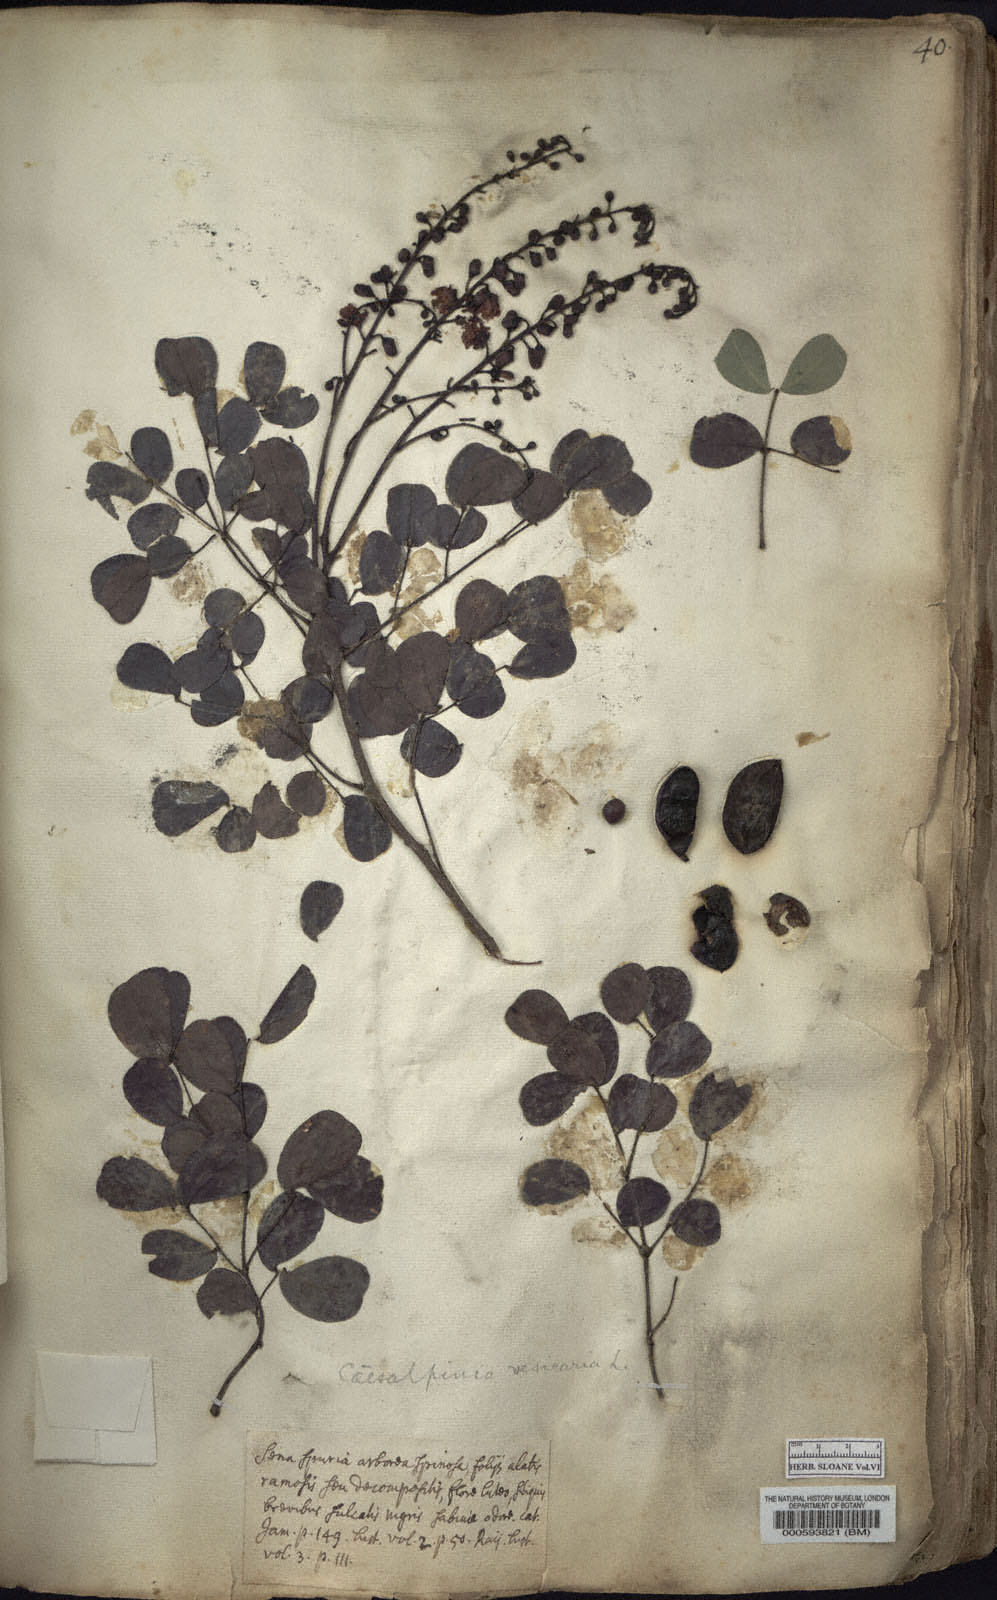 40.
Caesalpinia vesicaria L.
Sena spuria arborea spinosa foliis alatis
ramosis seu decompositis, flore luteo, siliquis
brevibus sulcatis nigris sabinæ odore. Cat.
Jam. p. 149. hist. vol. 2. p. 50. Raij. hist.
vol. 3. p. 111.
HERB. SLOANE Vol.VI
THE NATURAL HISTORY MUSEUM, LONDON
DEPARTMENT OF BOTANY
000593821 (BM)